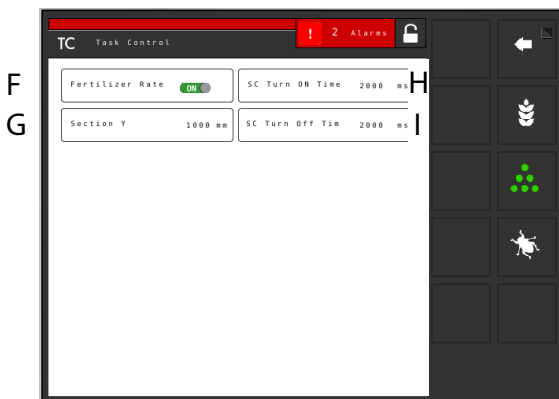 ! 2 Alarms
TC Task Control
F Fertilizer Rate ON SC Turn ON Time 2000 ms H
G Section Y 1000 mm SC Turn Off Tim 2000 ms I